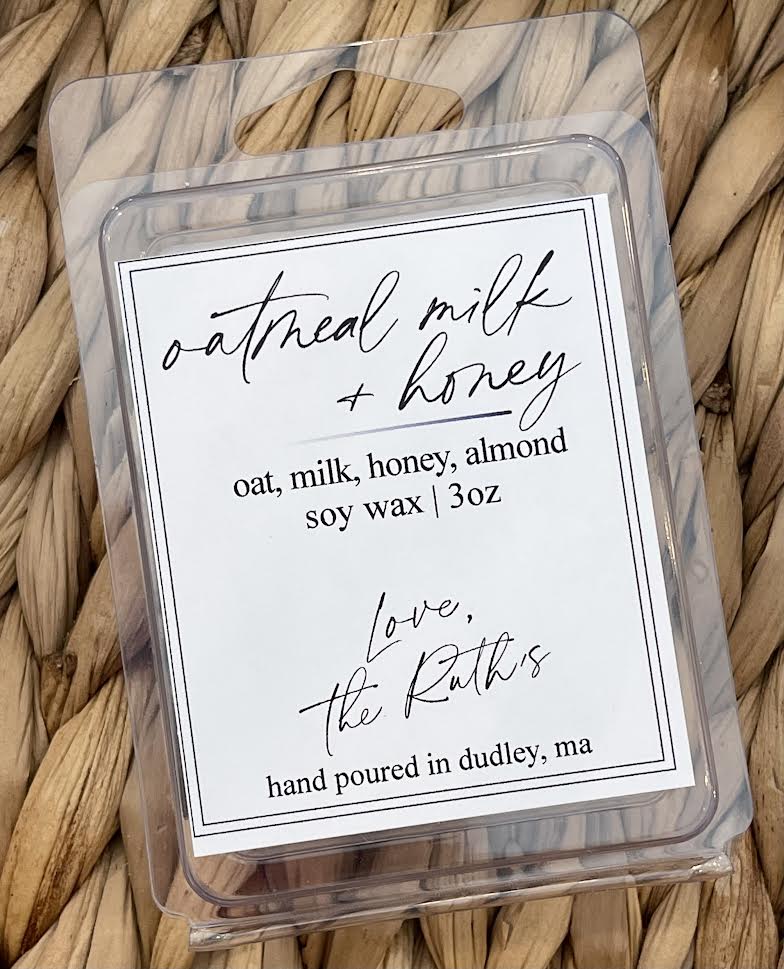 oatmeal milk
+ honey
oat, milk, honey, almond
soy wax | 3oz
Love,
the Ruth's
hand poured in dudley, ma